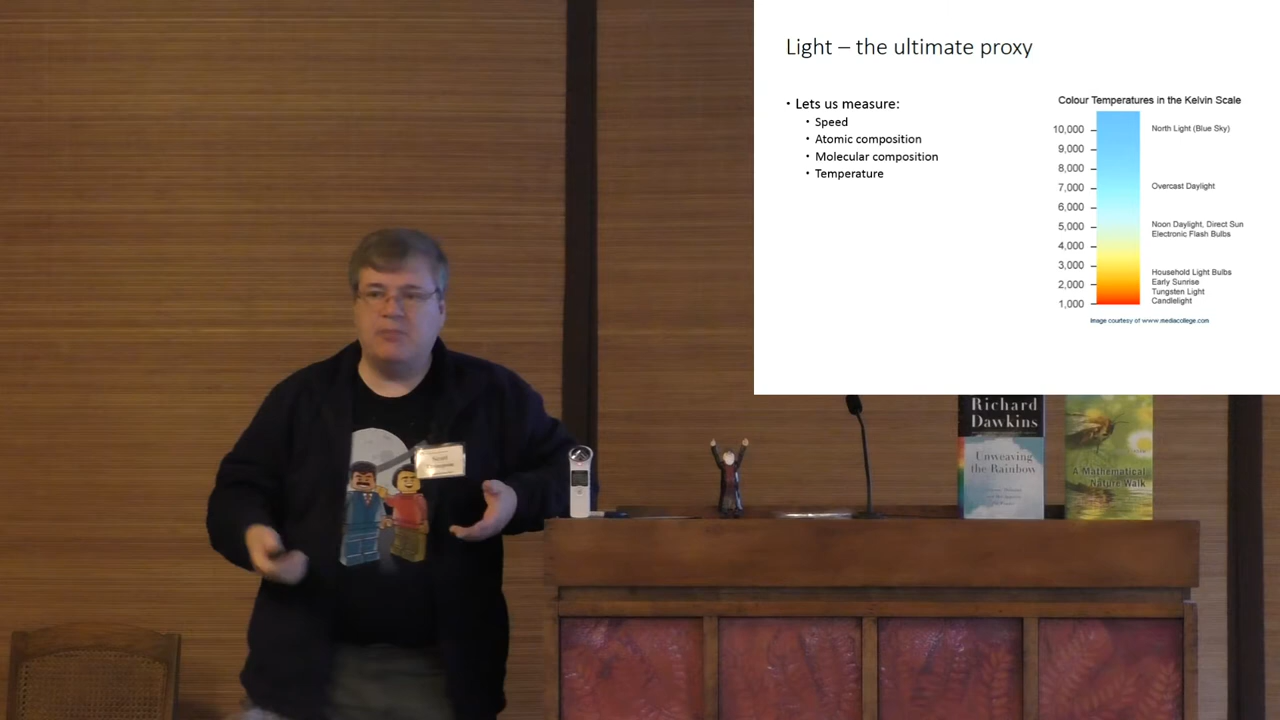 Light – the ultimate proxy
• Lets us measure:
• Speed
• Atomic composition
• Molecular composition
• Temperature
Colour Temperatures in the Kelvin Scale
10,000
North Light (Blue Sky)
9,000
8,000
7,000
Overcast Daylight
6,000
5,000
Noon Daylight, Direct Sun
Electronic Flash Bulbs
4,000
3,000
Household Light Bulbs
2,000
Early Sunrise
Tungsten Light
1,000
Candlelight
Image courtesy of www.mediacollege.com
Richard
Dawkins
Unweaving
the Rainbow
A Mathematical
Nature Walk